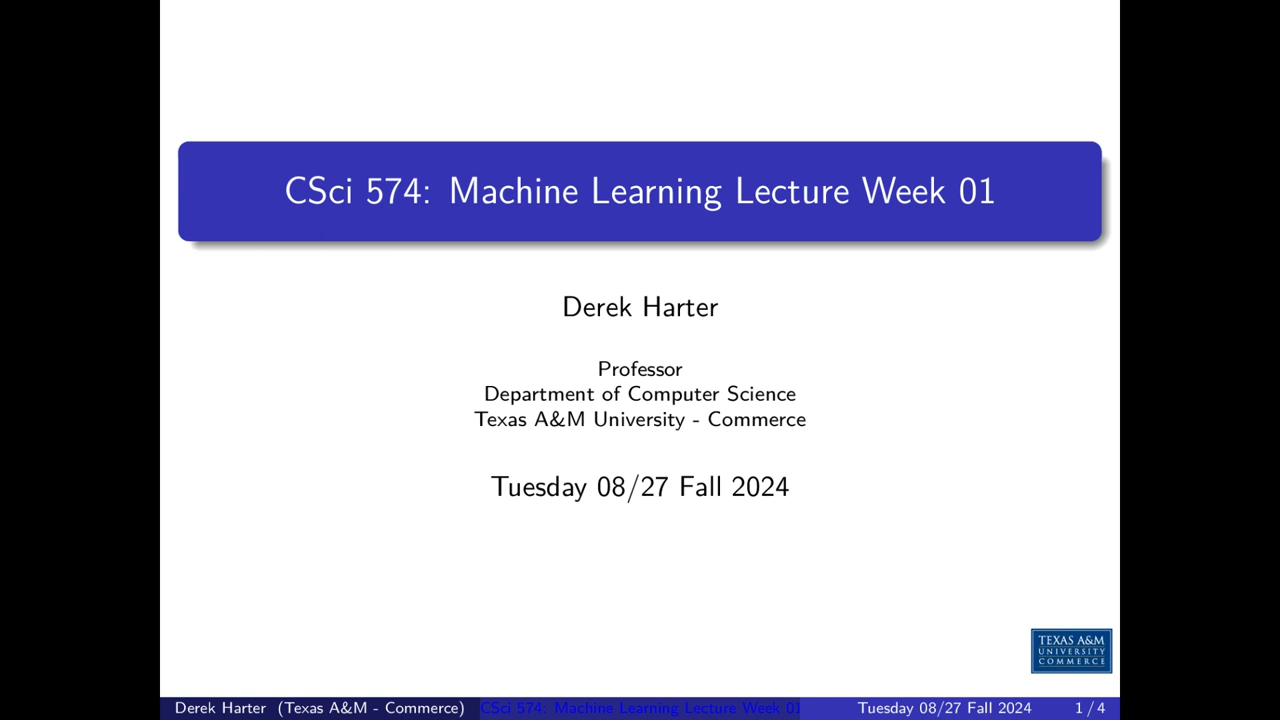 CSci 574: Machine Learning Lecture Week 01
Derek Harter
Professor
Department of Computer Science
Texas A&M University - Commerce
Tuesday 08/27 Fall 2024
TEXAS A&M
UNIVERSITY
COMMERCE
Derek Harter (Texas A&M - Commerce) CSci 574: Machine Learning Lecture Week 01 Tuesday 08/27 Fall 2024 1 / 4